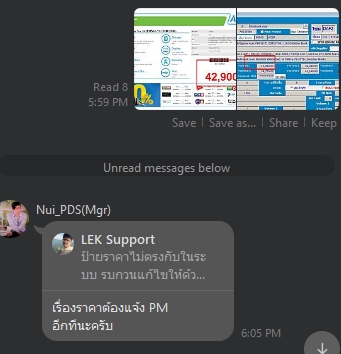 42,900
Read 8
5:59 PM
Save | Save as... | Share | Keep
Unread messages below
Nui_PDS(Mgr)
LEK Support
ป้ายราคาไม่ตรงกับในระ
บบ รบกวนแก้ไขให้ด้ว...
เรื่องราคาต้องแจ้ง PM
อีกทีนะครับ
6:05 PM